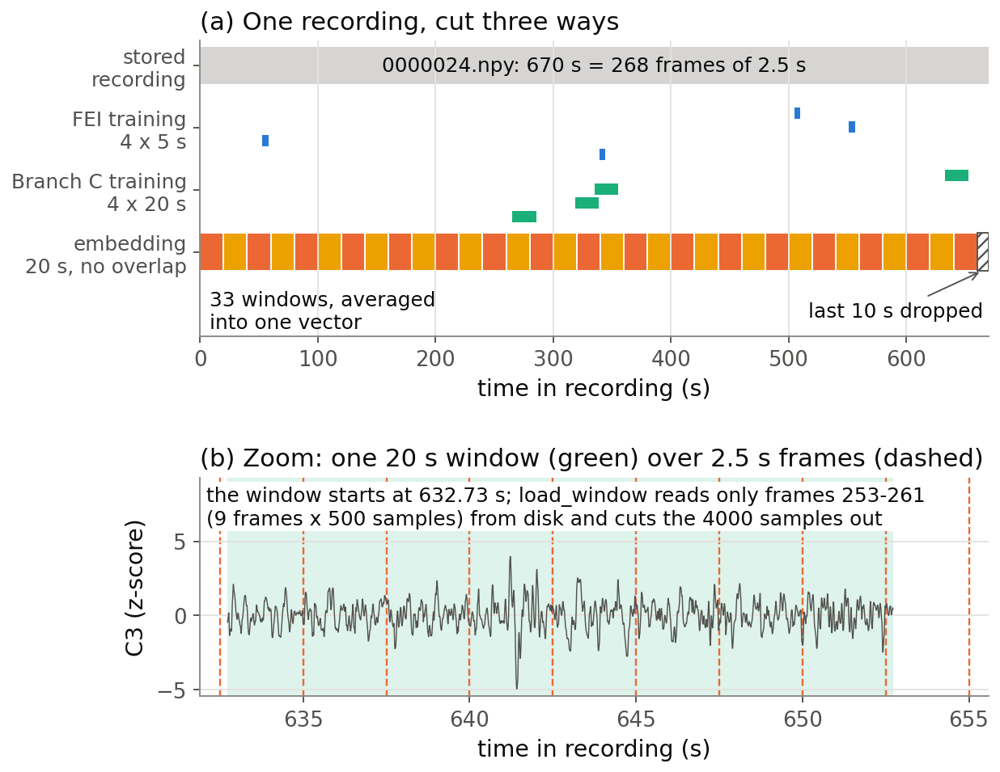 (a) One recording, cut three ways
stored
recording
0000024.npy: 670 s = 268 frames of 2.5 s
FEI training
4 x 5 s
Branch C training
4 x 20 s
embedding
20 s, no overlap
33 windows, averaged
into one vector
last 10 s dropped
0 100 200 300 400 500 600
time in recording (s)
(b) Zoom: one 20 s window (green) over 2.5 s frames (dashed)
the window starts at 632.73 s; load_window reads only frames 253-261
(9 frames x 500 samples) from disk and cuts the 4000 samples out
C3 (z-score)
5
0
−5
635 640 645 650 655
time in recording (s)